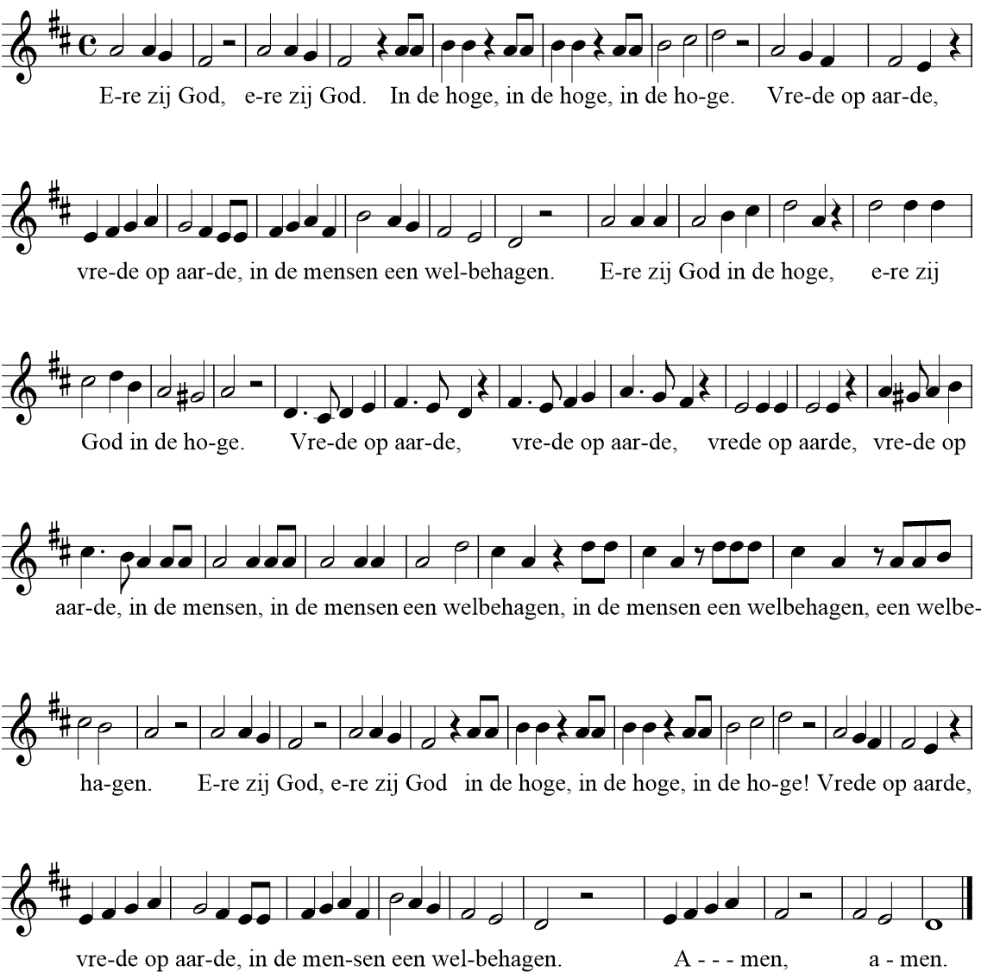 E-re zij God, e-re zij God. In de hoge, in de hoge, in de ho-ge. Vre-de op aar-de,
vre-de op aar-de, in de mensen een wel-behagen. E-re zij God in de hoge, e-re zij
God in de ho-ge. Vre-de op aar-de, vre-de op aar-de, vrede op aarde, vre-de op
aar-de, in de mensen, in de mensen een welbehagen, in de mensen een welbehagen, een welbe-
ha-gen. E-re zij God, e-re zij God in de hoge, in de hoge, in de ho-ge! Vrede op aarde,
vre-de op aar-de, in de men-sen een wel-behagen. A - - - men, a - men.